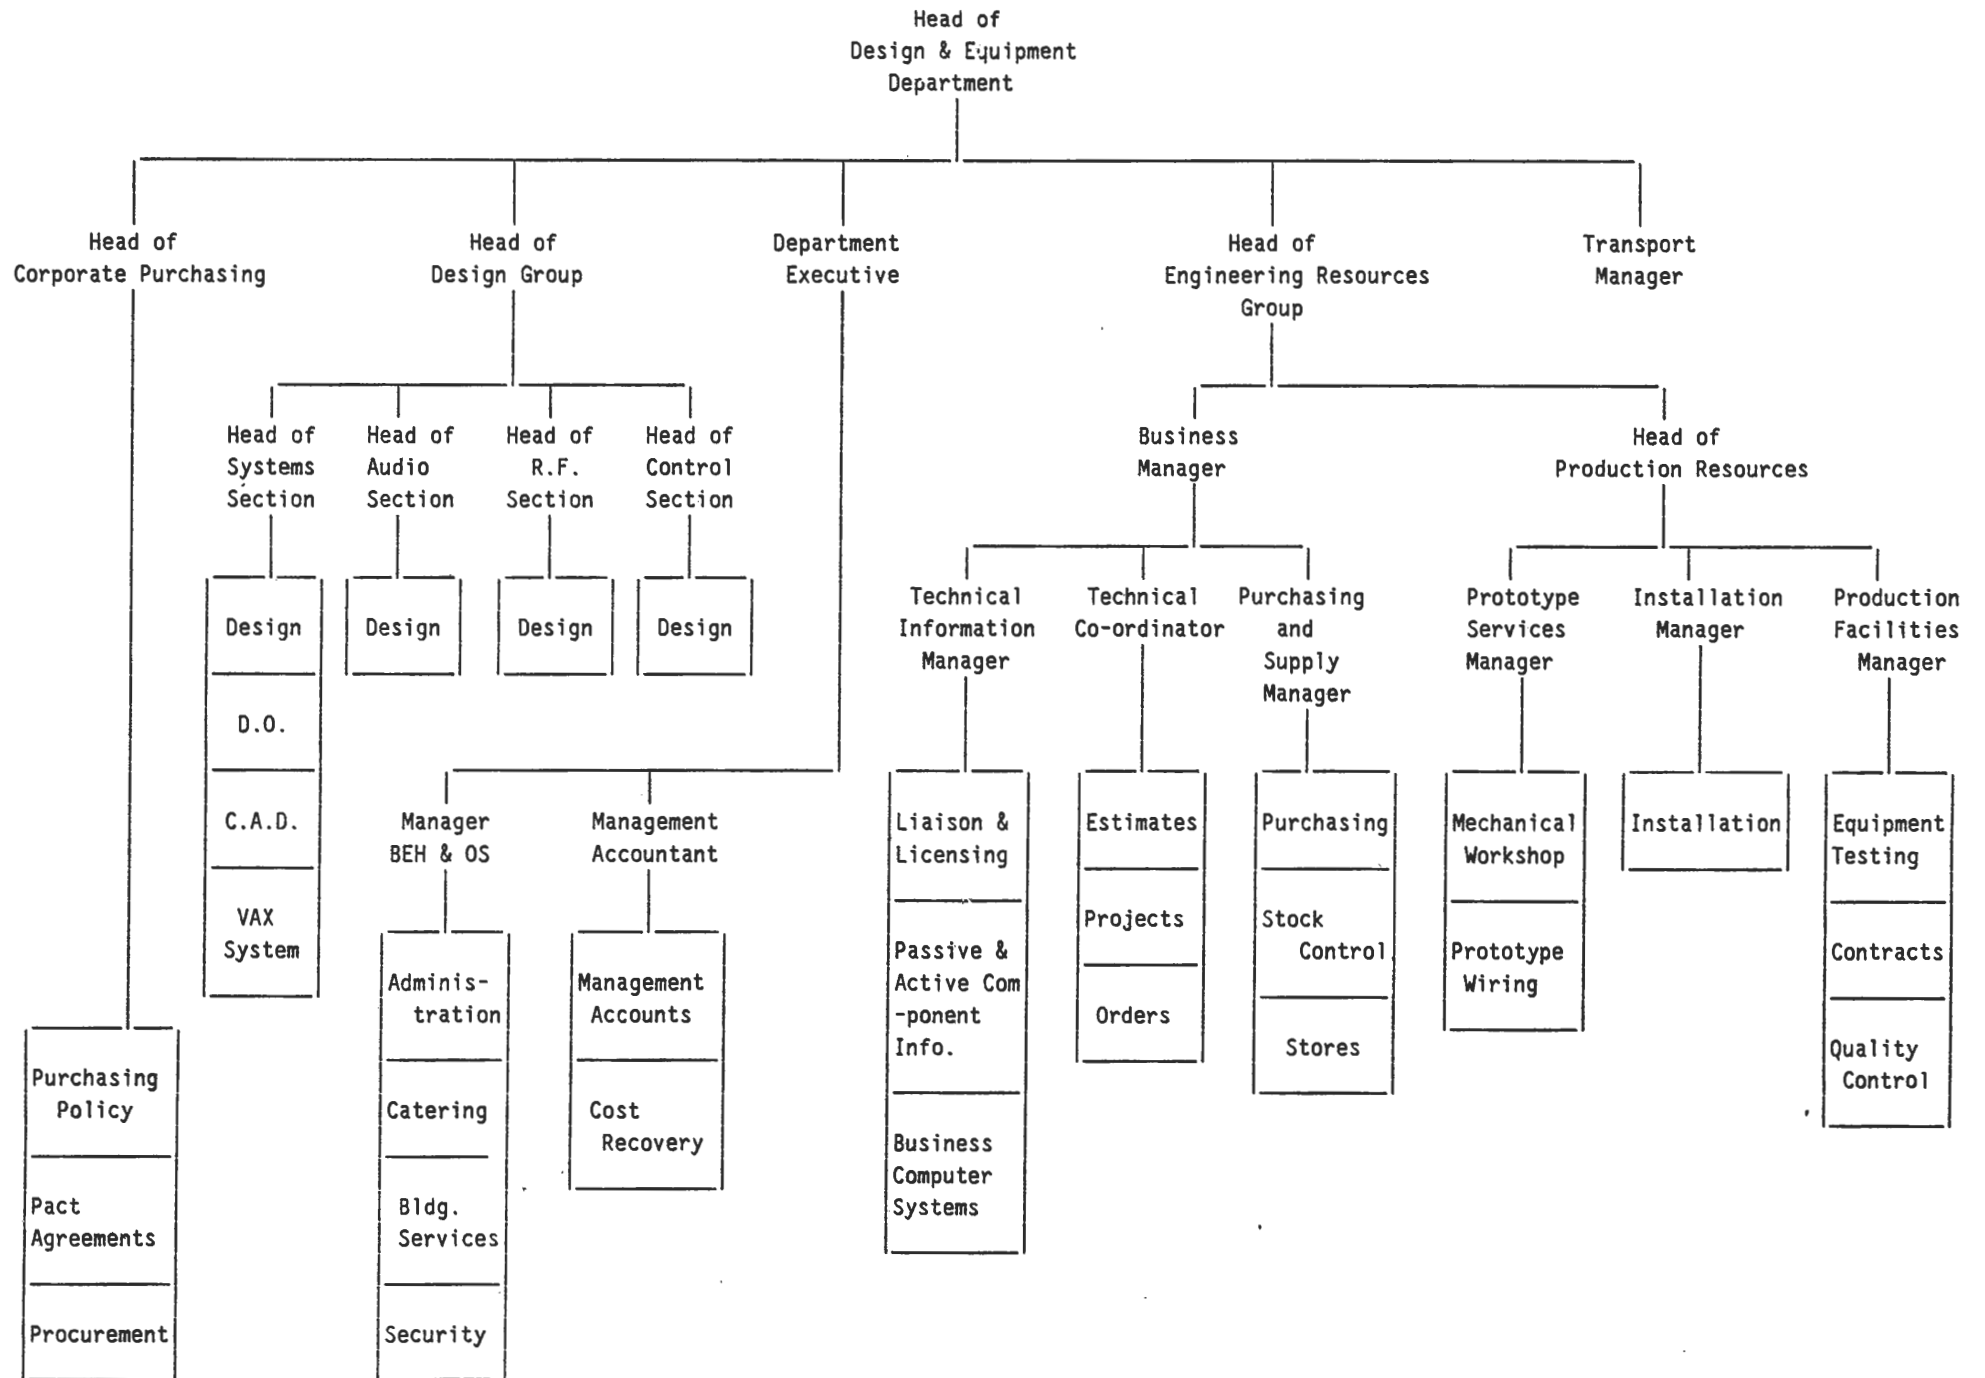 Head of
Design & Equipment
Department
Head of
Corporate Purchasing
Head of
Design Group
Department
Executive
Head of
Engineering Resources
Group
Transport
Manager
Head of
Systems
Section
Head of
Audio
Section
Head of
R.F.
Section
Head of
Control
Section
Business
Manager
Head of
Production Resources
Design
D.O.
C.A.D.
VAX
System
Design
Design
Design
Technical
Information
Manager
Technical
Co-ordinator
Purchasing
and
Supply
Manager
Prototype
Services
Manager
Installation
Manager
Production
Facilities
Manager
Manager
BEH & OS
Management
Accountant
Liaison &
Licensing
Passive &
Active Com
-ponent
Info.
Business
Computer
Systems
Estimates
Projects
Orders
Purchasing
Stock
Control
Stores
Mechanical
Workshop
Prototype
Wiring
Installation
Equipment
Testing
Contracts
Quality
Control
Adminis-
tration
Catering
Bldg.
Services
Security
Management
Accounts
Cost
Recovery
Purchasing
Policy
Pact
Agreements
Procurement